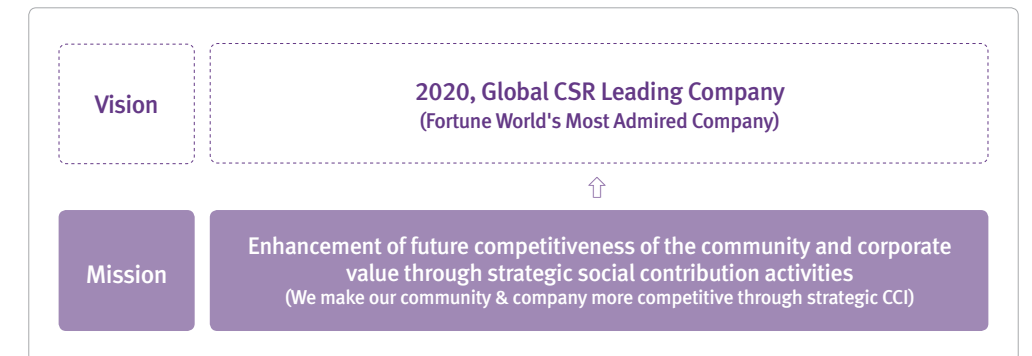 Vision
2020, Global CSR Leading Company
(Fortune World's Most Admired Company)
Mission
Enhancement of future competitiveness of the community and corporate
value through strategic social contribution activities
(We make our community & company more competitive through strategic CCI)